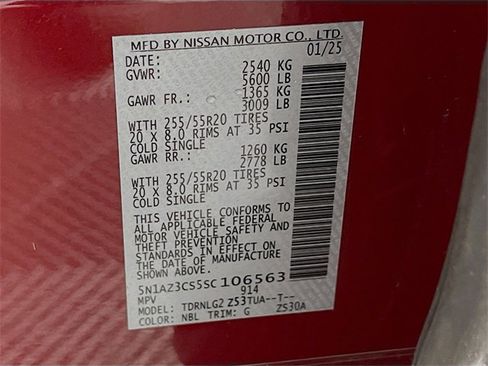 MFD BY NISSAN MOTOR CO., LTD.
DATE: 01/25
GVWR: 2540 KG
5600 LB
GAWR FR.: 1365 KG
3009 LB
WITH 255/55R20 TIRES
20 X 8.0 RIMS AT 35 PSI
COLD SINGLE
GAWR RR.: 1260 KG
2778 LB
WITH 255/55R20 TIRES
20 X 8.0 RIMS AT 35 PSI
COLD SINGLE
THIS VEHICLE CONFORMS TO
ALL APPLICABLE FEDERAL
MOTOR VEHICLE SAFETY AND
THEFT PREVENTION
STANDARDS IN EFFECT ON
THE DATE OF MANUFACTURE
SHOWN ABOVE.
5N1AZ3CS5SC106563
MPV 914
MODEL: TDRNLG2 ZS3TUA--T--
COLOR: NBL TRIM: G ZS30A